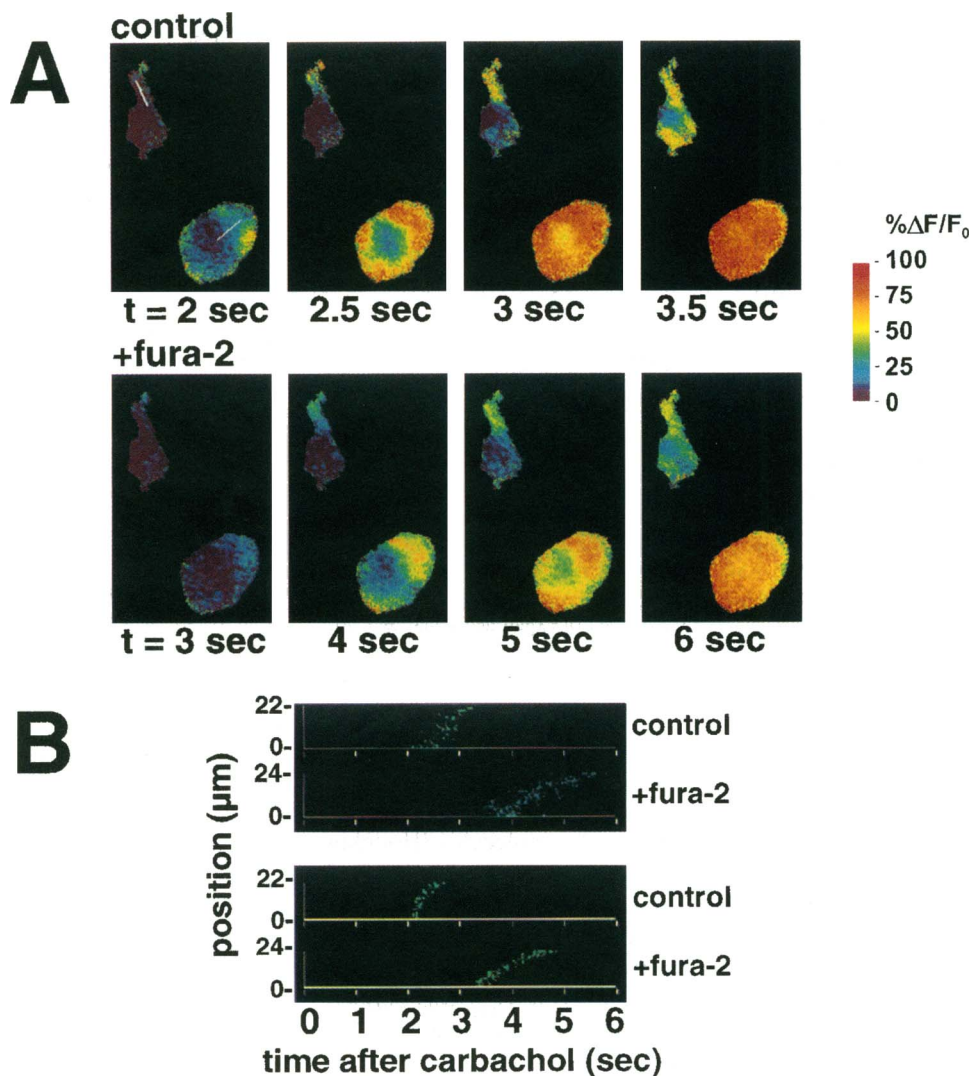 A
control
t = 2 sec
2.5 sec
3 sec
3.5 sec
%ΔF/F0
- 100
- 75
- 50
- 25
- 0
+fura-2
t = 3 sec
4 sec
5 sec
6 sec
B
position (μm)
22-
0-
control
24-
0-
+fura-2
22-
0-
control
24-
0-
+fura-2
0 1 2 3 4 5 6
time after carbachol (sec)